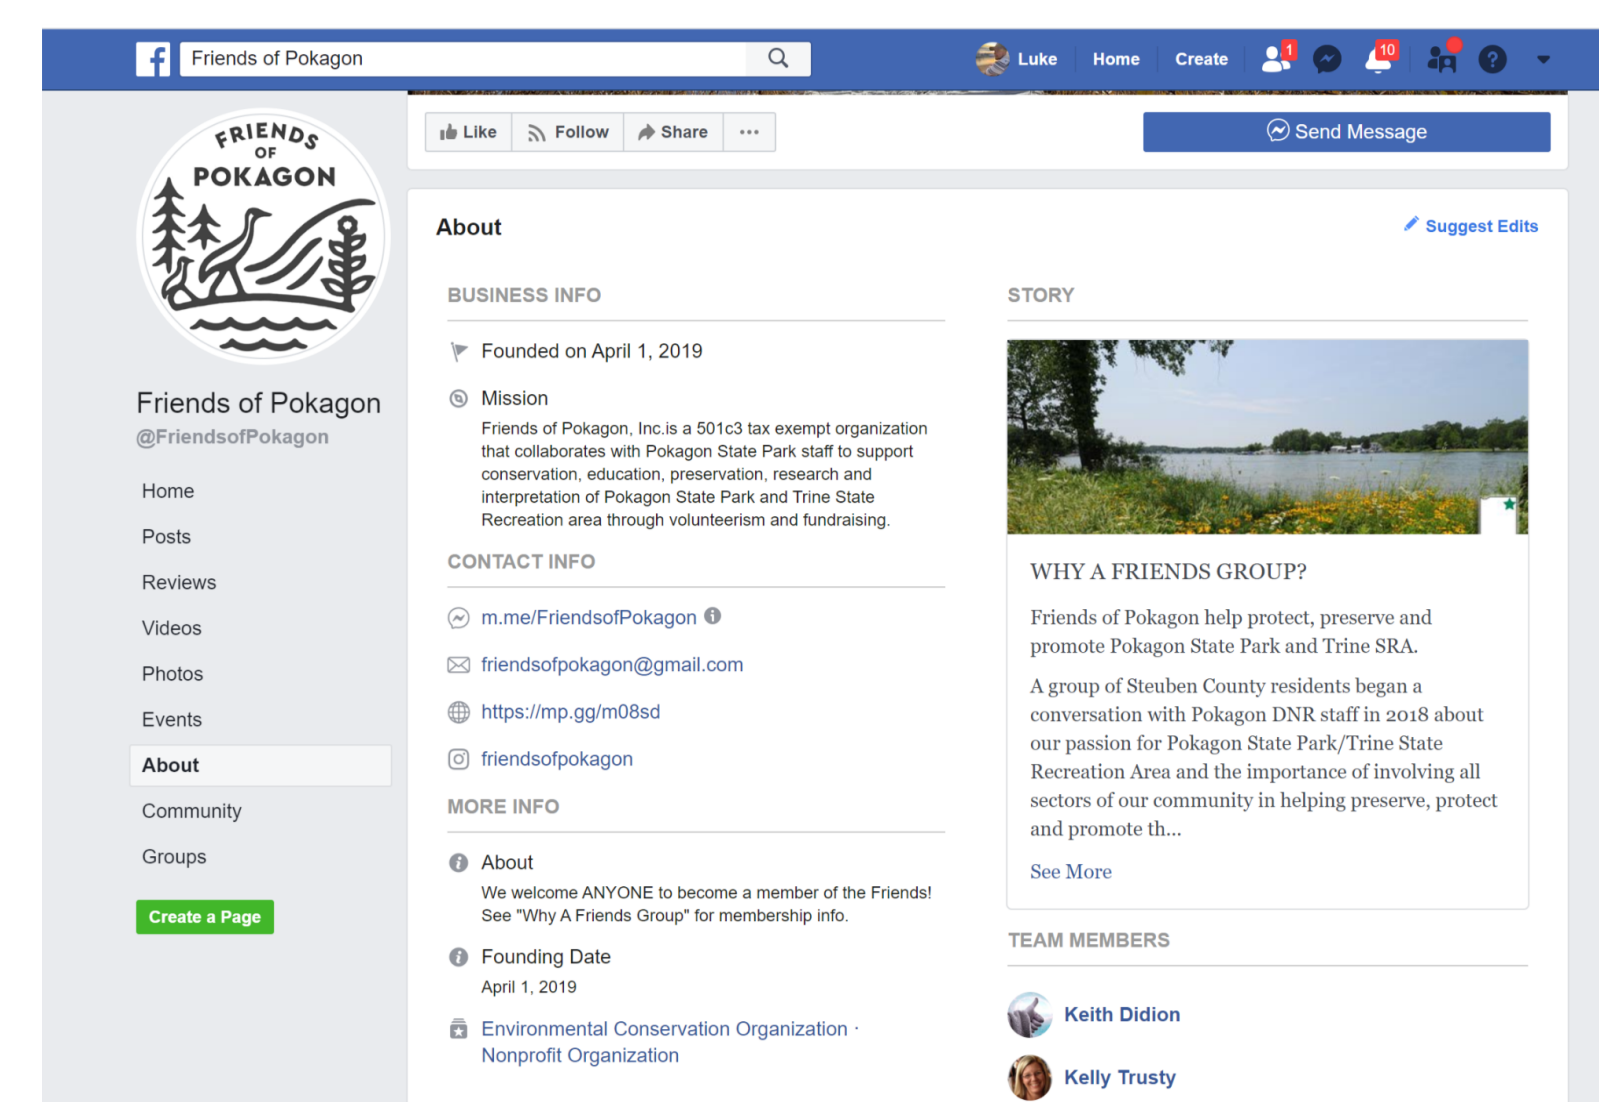 Friends of Pokagon
Luke
Home
Create
1
10
FRIENDS
OF
POKAGON
Like
Follow
Share
Send Message
Friends of Pokagon
@FriendsofPokagon
Home
Posts
Reviews
Videos
Photos
Events
About
Community
Groups
Create a Page
About
Suggest Edits
BUSINESS INFO
Founded on April 1, 2019
Mission
Friends of Pokagon, Inc.is a 501c3 tax exempt organization
that collaborates with Pokagon State Park staff to support
conservation, education, preservation, research and
interpretation of Pokagon State Park and Trine State
Recreation area through volunteerism and fundraising.
CONTACT INFO
m.me/FriendsofPokagon
friendsofpokagon@gmail.com
https://mp.gg/m08sd
friendsofpokagon
MORE INFO
About
We welcome ANYONE to become a member of the Friends!
See "Why A Friends Group" for membership info.
Founding Date
April 1, 2019
Environmental Conservation Organization ·
Nonprofit Organization
STORY
WHY A FRIENDS GROUP?
Friends of Pokagon help protect, preserve and
promote Pokagon State Park and Trine SRA.
A group of Steuben County residents began a
conversation with Pokagon DNR staff in 2018 about
our passion for Pokagon State Park/Trine State
Recreation Area and the importance of involving all
sectors of our community in helping preserve, protect
and promote th...
See More
TEAM MEMBERS
Keith Didion
Kelly Trusty